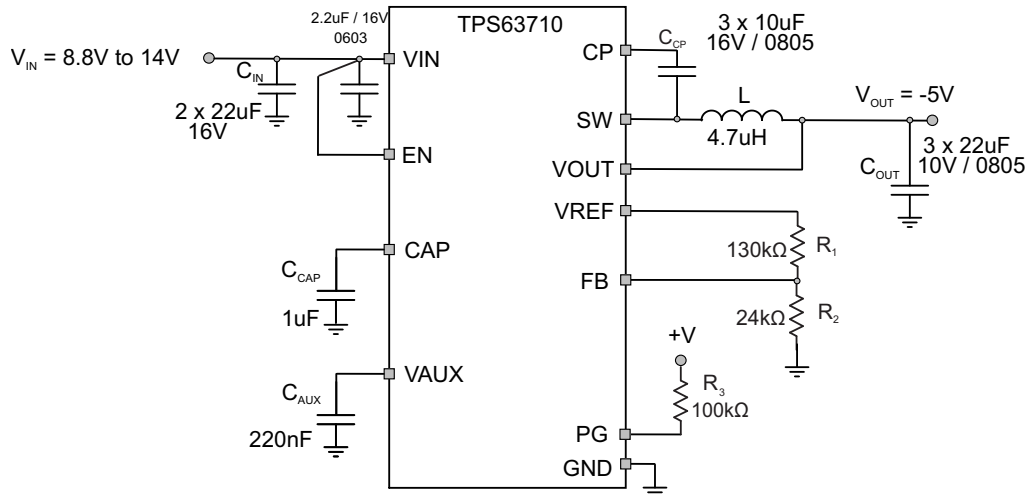 TPS63710
2.2uF / 16V
0603
V_IN = 8.8V to 14V
VIN
C_IN
2 x 22uF
16V
EN
CAP
C_CAP
1uF
VAUX
C_AUX
220nF
CP
C_CP
3 x 10uF
16V / 0805
SW
L
4.7uH
V_OUT = -5V
3 x 22uF
10V / 0805
C_OUT
VOUT
VREF
130kΩ
R_1
FB
24kΩ
R_2
+V
R_3
100kΩ
PG
GND